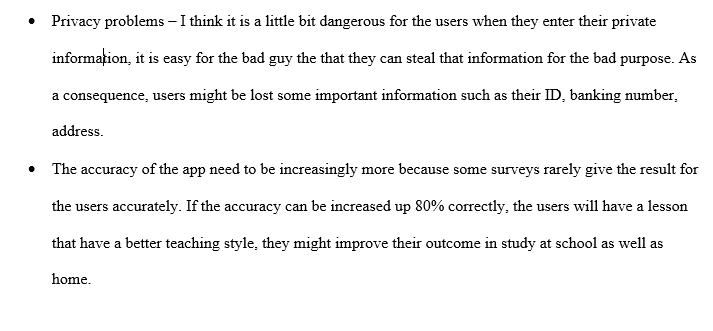 • Privacy problems – I think it is a little bit dangerous for the users when they enter their private
information, it is easy for the bad guy the that they can steal that information for the bad purpose. As
a consequence, users might be lost some important information such as their ID, banking number,
address.
• The accuracy of the app need to be increasingly more because some surveys rarely give the result for
the users accurately. If the accuracy can be increased up 80% correctly, the users will have a lesson
that have a better teaching style, they might improve their outcome in study at school as well as
home.